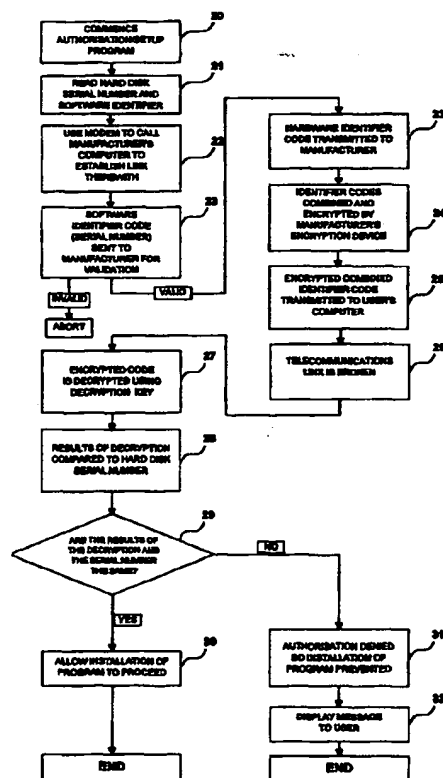 20
COMMENCE
AUTHORISATION/SETUP
PROGRAM
21
READ HARD DISK
SERIAL NUMBER AND
SOFTWARE IDENTIFIER
22
USE MODEM TO CALL
MANUFACTURER'S
COMPUTER TO
ESTABLISH LINK
THEREWITH
23
SOFTWARE
IDENTIFIER CODE
(SERIAL NUMBER)
SENT TO
MANUFACTURER FOR
VALIDATION
INVALID
VALID
ABORT
HARDWARE IDENTIFIER
CODE TRANSMITTED TO
MANUFACTURER
IDENTIFIER CODES
COMBINED AND
ENCRYPTED BY
MANUFACTURER'S
ENCRYPTION DEVICE
ENCRYPTED COMBINED
IDENTIFIER CODE
TRANSMITTED TO USER'S
COMPUTER
TELECOMMUNICATIONS
LINK IS BROKEN
27
ENCRYPTED CODE
IS DECRYPTED USING
DECRYPTION KEY
28
RESULTS OF DECRYPTION
COMPARED TO HARD DISK
SERIAL NUMBER
29
ARE THE RESULTS OF
THE DECRYPTION AND
THE SERIAL NUMBER
THE SAME?
NO
YES
30
ALLOW INSTALLATION OF
PROGRAM TO PROCEED
END
31
AUTHORISATION DENIED
SO INSTALLATION OF
PROGRAM PREVENTED
32
DISPLAY MESSAGE
TO USER
END